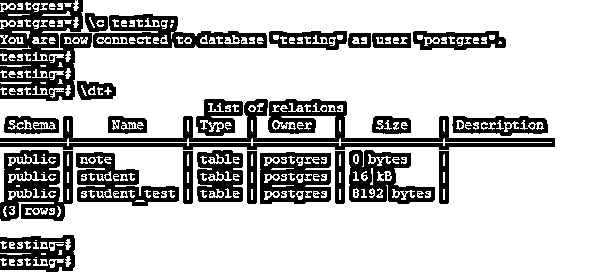 postgres=#
postgres=# \c testing;
You are now connected to database "testing" as user "postgres".
testing=#
testing=#
testing=# \dt+
List of relations
Schema | Name | Type | Owner | Size | Description
public | note | table | postgres | 0 bytes |
public | student | table | postgres | 16 kB |
public | student_test | table | postgres | 8192 bytes |
(3 rows)
testing=#
testing=#